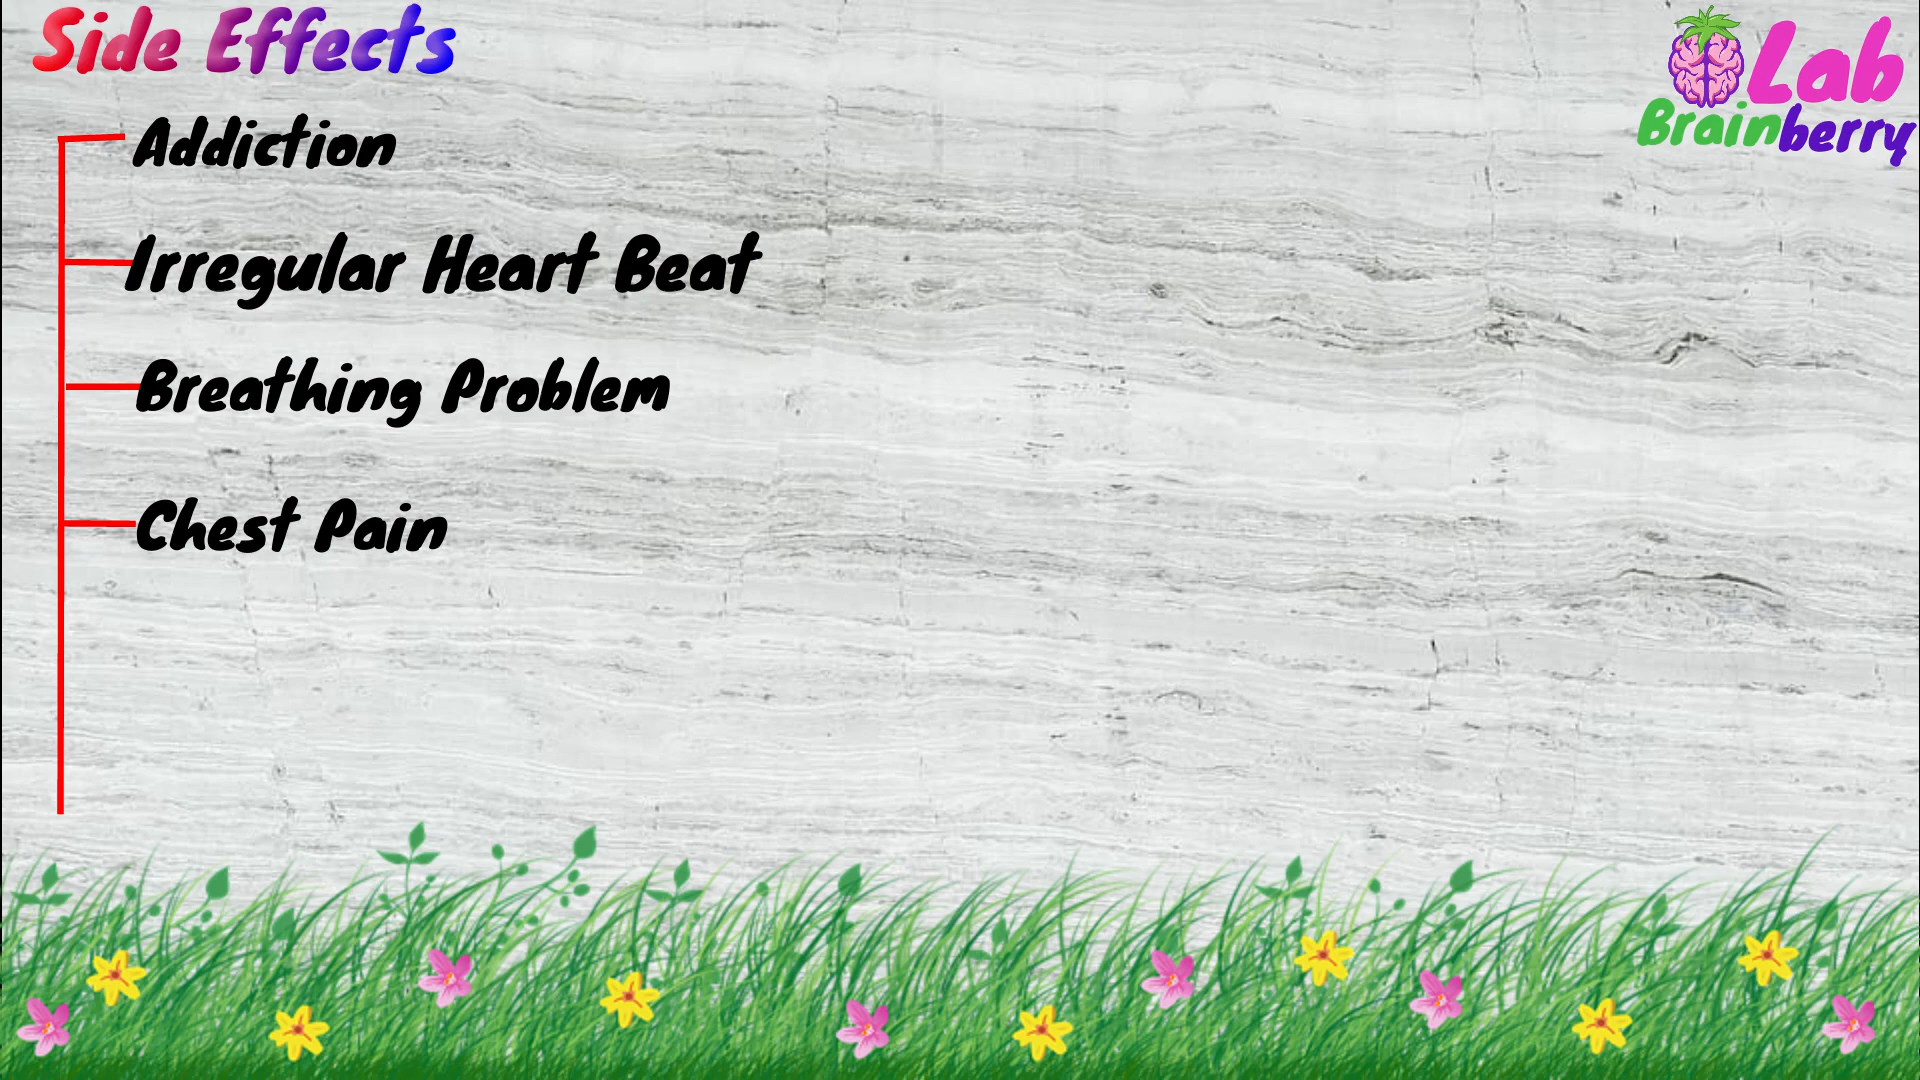 Side Effects
Lab
Brainberry
Addiction
Irregular Heart Beat
Breathing Problem
Chest Pain